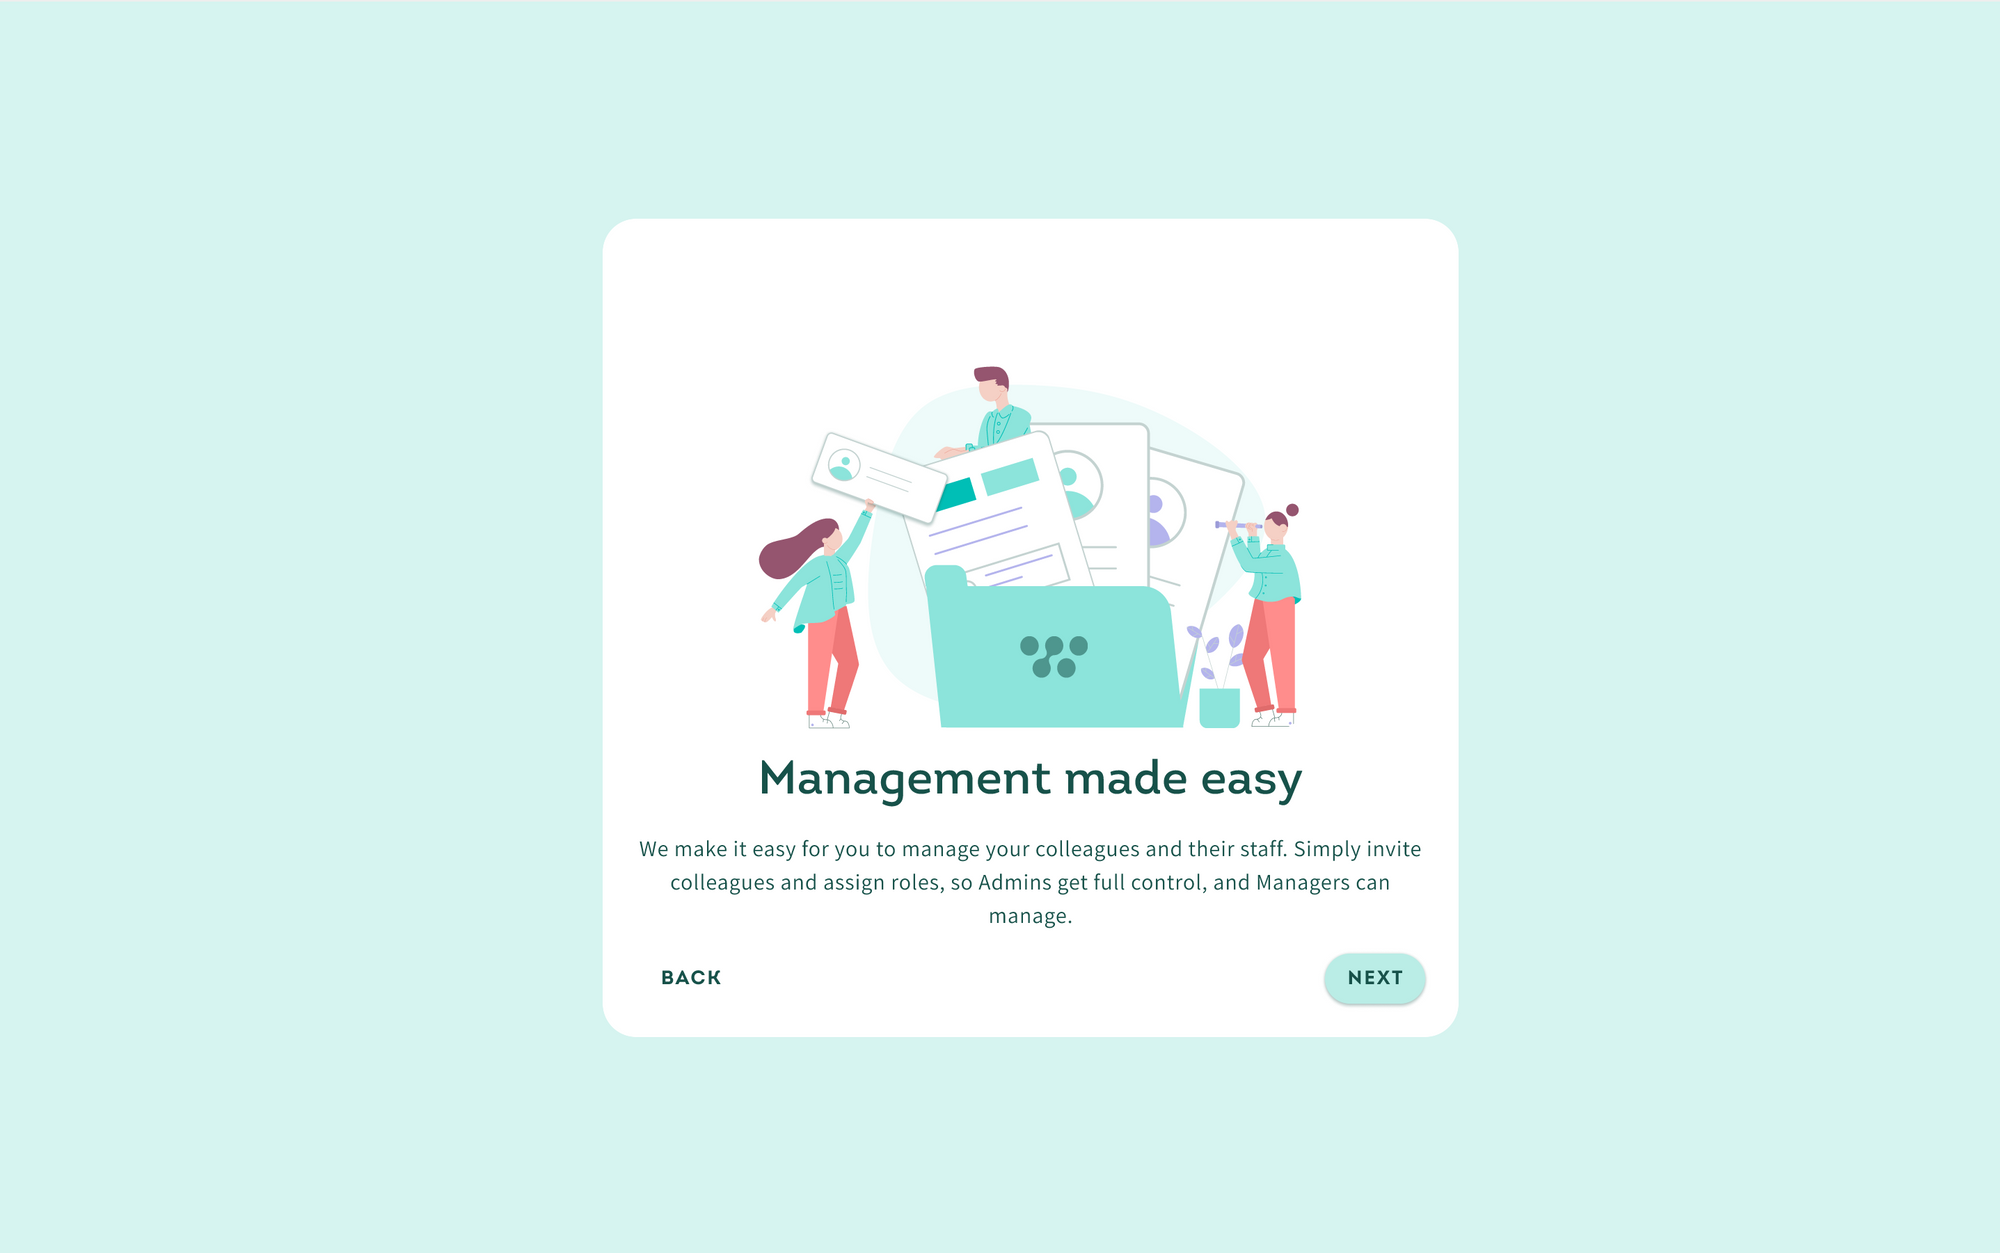 Management made easy
We make it easy for you to manage your colleagues and their staff. Simply invite
colleagues and assign roles, so Admins get full control, and Managers can
manage.
BACK
NEXT